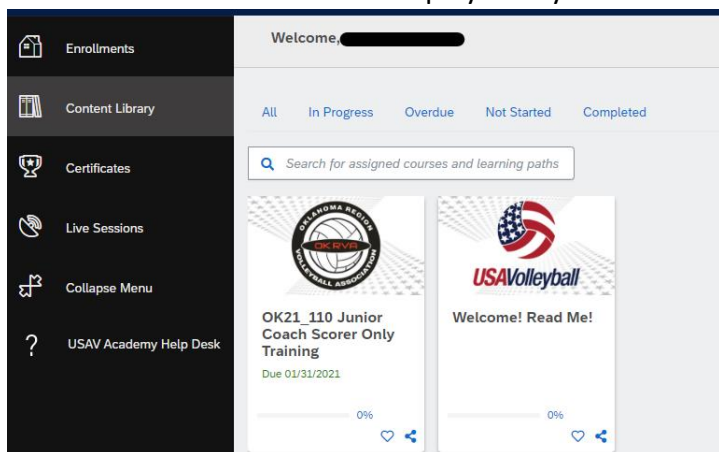 Enrollments
Content Library
Certificates
Live Sessions
Collapse Menu
?
USAV Academy Help Desk
Welcome,
All In Progress Overdue Not Started Completed
Search for assigned courses and learning paths
OKLAHOMA REGION
OKRVA
VOLLEYBALL ASSOCIATION
OK21_110 Junior
Coach Scorer Only
Training
Due 01/31/2021
0%
USAVolleyball
Welcome! Read Me!
0%